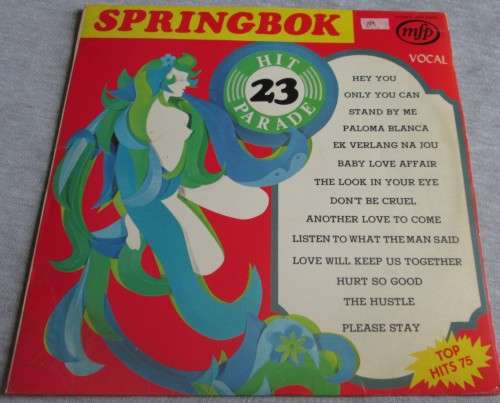 SPRINGBOK
mfp
VOCAL
HIT
23
PARADE
HEY YOU
ONLY YOU CAN
STAND BY ME
PALOMA BLANCA
EK VERLANG NA JOU
BABY LOVE AFFAIR
THE LOOK IN YOUR EYE
DON'T BE CRUEL
ANOTHER LOVE TO COME
LISTEN TO WHAT THE MAN SAID
LOVE WILL KEEP US TOGETHER
HURT SO GOOD
THE HUSTLE
PLEASE STAY
TOP
HITS 75